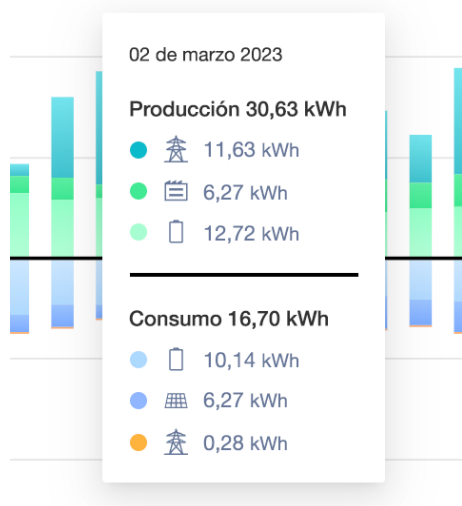 02 de marzo 2023
Producción 30,63 kWh
11,63 kWh
6,27 kWh
12,72 kWh
Consumo 16,70 kWh
10,14 kWh
6,27 kWh
0,28 kWh